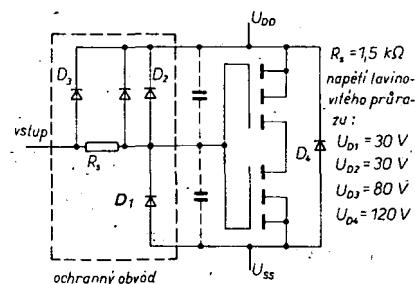 U_DD
R_s = 1,5 kΩ
napětí lavino-
vitého průra-
zu :
U_D1 = 30 V
U_D2 = 30 V
U_D3 = 80 V
U_D4 = 120 V
D_3
D_2
vstup
R_s
D_4
D_1
U_SS
ochranný obvod